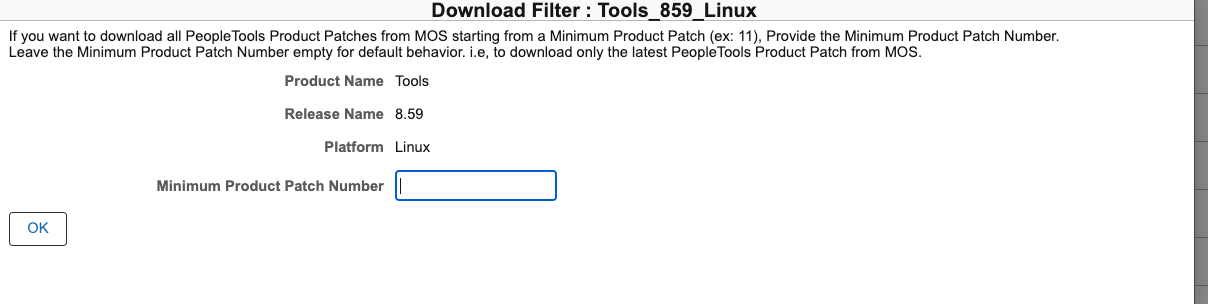 Download Filter : Tools_859_Linux
If you want to download all PeopleTools Product Patches from MOS starting from a Minimum Product Patch (ex: 11), Provide the Minimum Product Patch Number.
Leave the Minimum Product Patch Number empty for default behavior. i.e, to download only the latest PeopleTools Product Patch from MOS.
Product Name Tools
Release Name 8.59
Platform Linux
Minimum Product Patch Number
OK